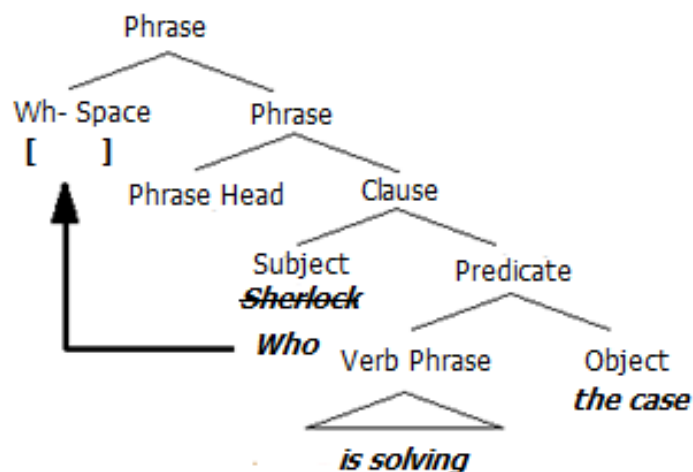 Phrase
Wh- Space Phrase
[ ]
Phrase Head Clause
Subject Predicate
Sherlock
Who Verb Phrase Object
the case
is solving